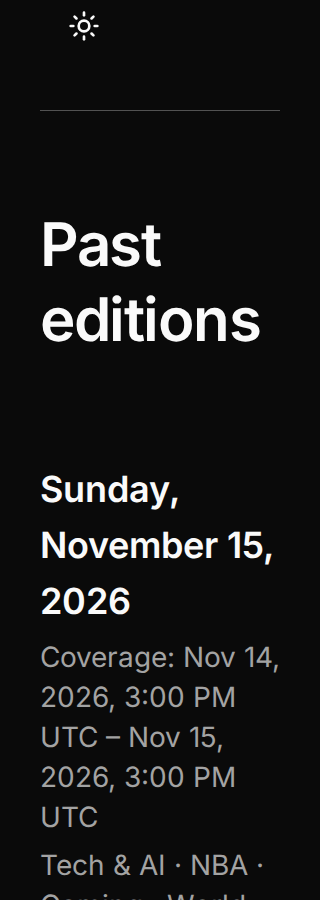 Past
editions
Sunday,
November 15,
2026
Coverage: Nov 14,
2026, 3:00 PM
UTC – Nov 15,
2026, 3:00 PM
UTC
Tech & AI · NBA ·